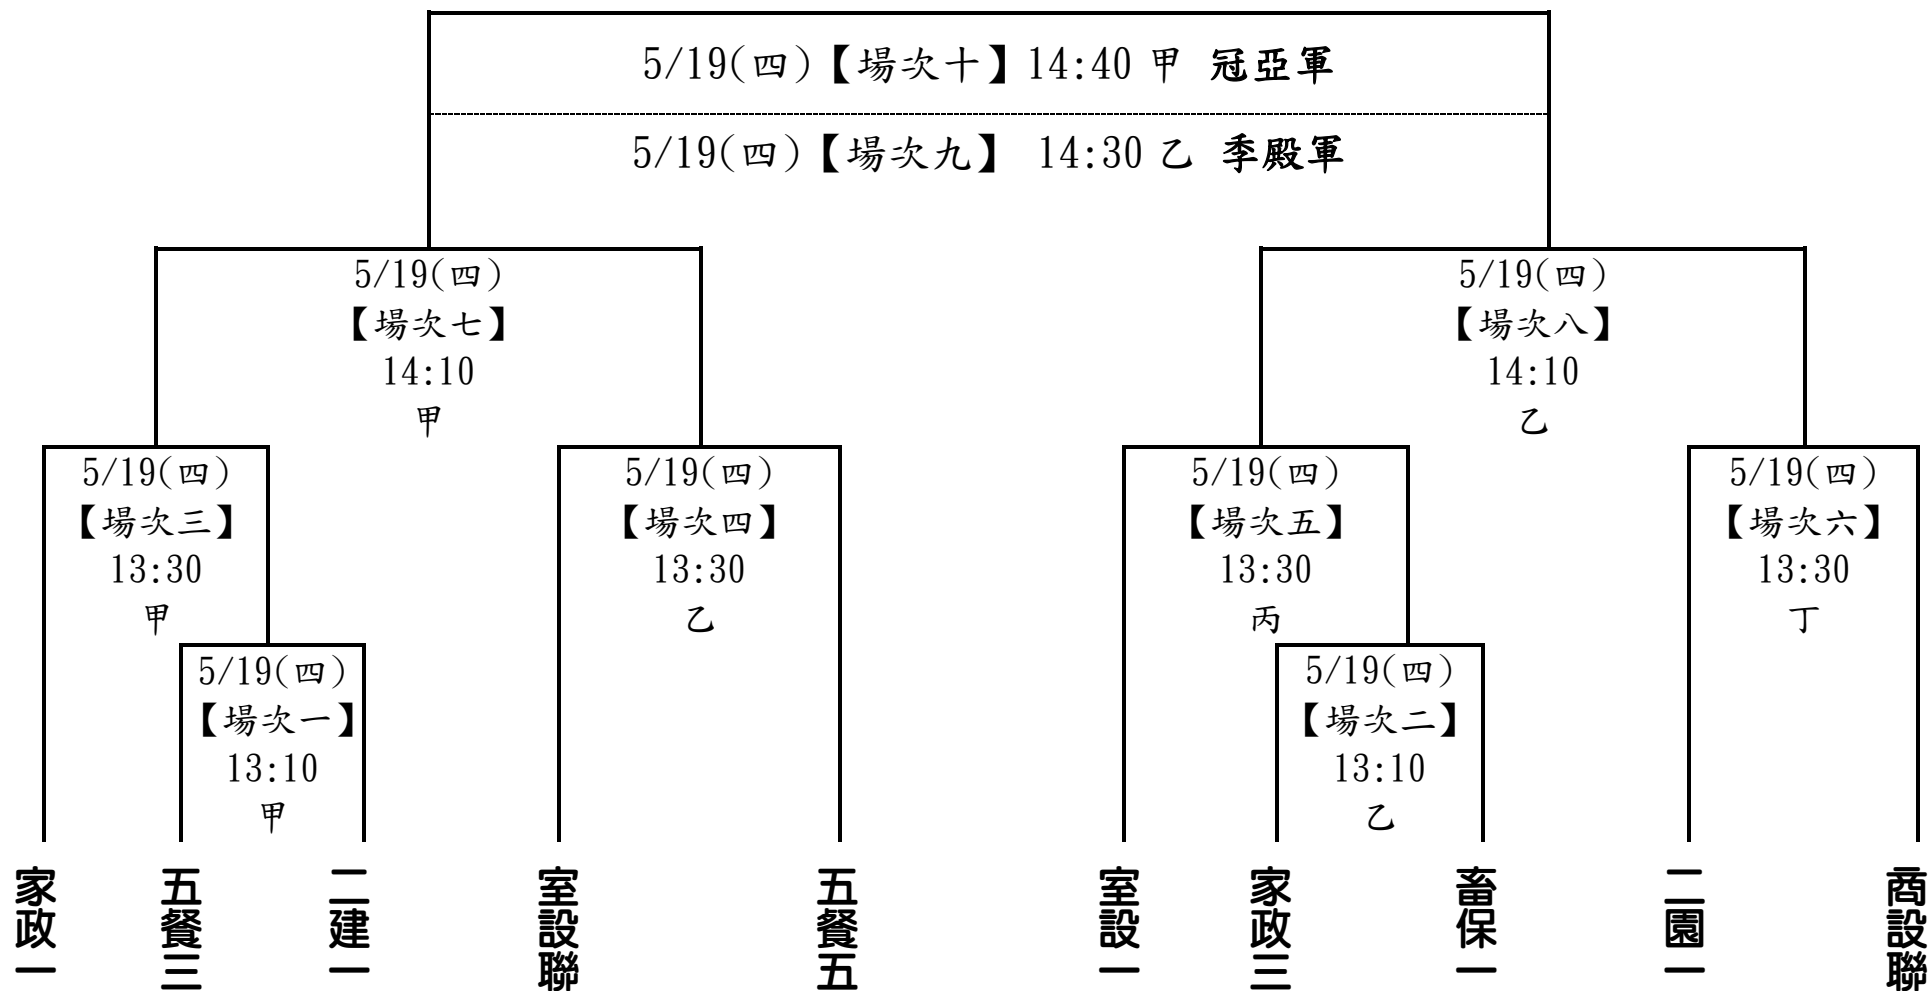 5/19(四)【場次十】14:40 甲 冠亞軍
5/19(四)【場次九】 14:30 乙 季殿軍
5/19(四)
【場次七】
14:10
甲
5/19(四)
【場次八】
14:10
乙
5/19(四)
【場次三】
13:30
甲
5/19(四)
【場次四】
13:30
乙
5/19(四)
【場次五】
13:30
丙
5/19(四)
【場次六】
13:30
丁
5/19(四)
【場次一】
13:10
甲
5/19(四)
【場次二】
13:10
乙
家政一
五餐三
二建一
室設聯
五餐五
室設一
家政三
畜保一
二園一
商設聯